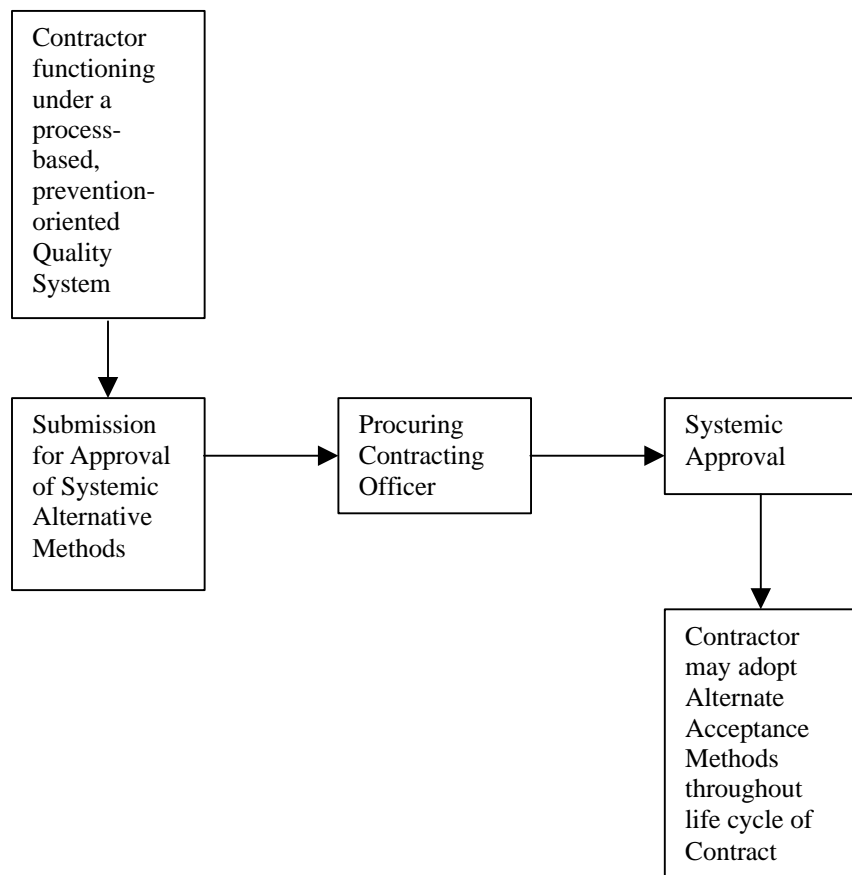 Contractor
functioning
under a
process-
based,
prevention-
oriented
Quality
System
Submission
for Approval
of Systemic
Alternative
Methods
Procuring
Contracting
Officer
Systemic
Approval
Contractor
may adopt
Alternate
Acceptance
Methods
throughout
life cycle of
Contract